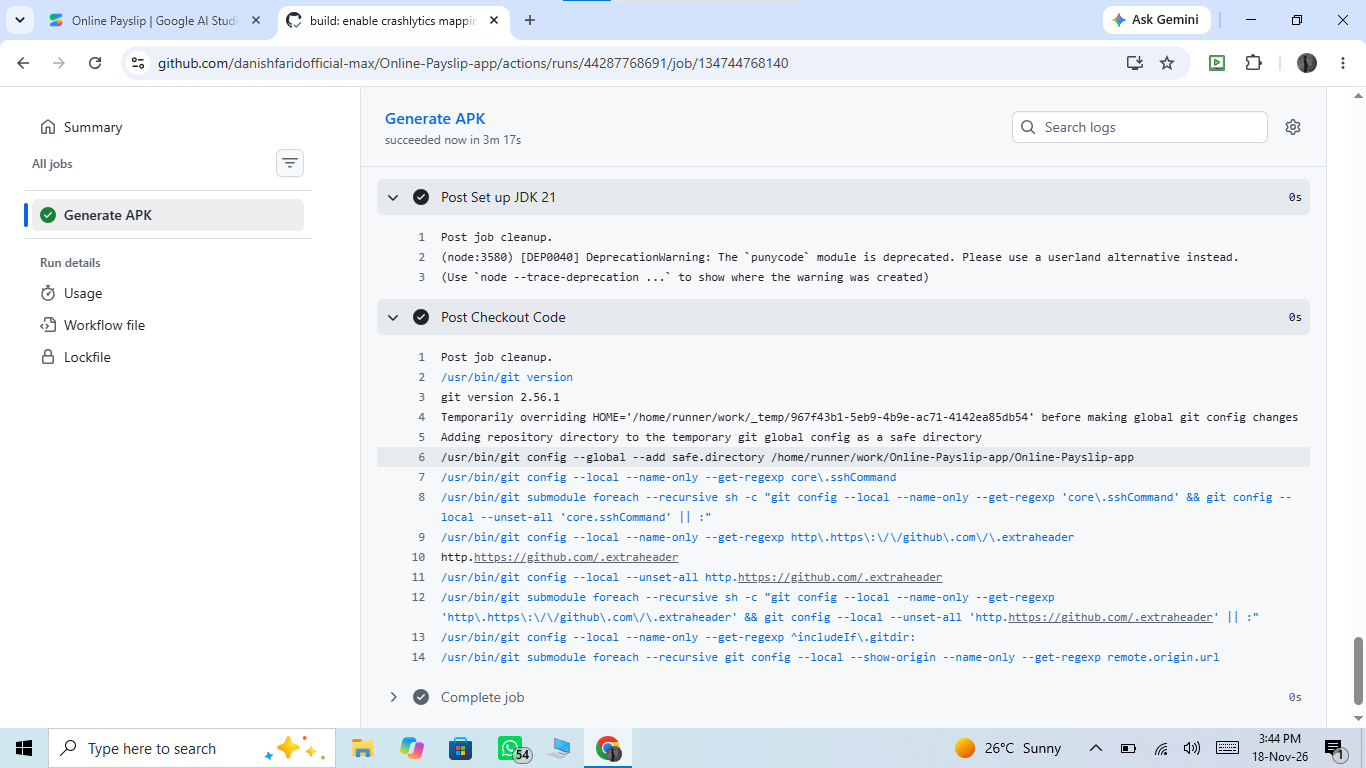 Online Payslip | Google AI Studi
build: enable crashlytics mappin
Ask Gemini
github.com/danishfaridofficial-max/Online-Payslip-app/actions/runs/44287768691/job/134744768140
Summary
All jobs
Generate APK
Run details
Usage
Workflow file
Lockfile
Generate APK
succeeded now in 3m 17s
Search logs
Post Set up JDK 21
0s
1 Post job cleanup.
2 (node:3580) [DEP0040] DeprecationWarning: The `punycode` module is deprecated. Please use a userland alternative instead.
3 (Use `node --trace-deprecation ...` to show where the warning was created)
Post Checkout Code
0s
1 Post job cleanup.
2 /usr/bin/git version
3 git version 2.56.1
4 Temporarily overriding HOME='/home/runner/work/_temp/967f43b1-5eb9-4b9e-ac71-4142ea85db54' before making global git config changes
5 Adding repository directory to the temporary git global config as a safe directory
6 /usr/bin/git config --global --add safe.directory /home/runner/work/Online-Payslip-app/Online-Payslip-app
7 /usr/bin/git config --local --name-only --get-regexp core\.sshCommand
8 /usr/bin/git submodule foreach --recursive sh -c "git config --local --name-only --get-regexp 'core\.sshCommand' && git config --
local --unset-all 'core.sshCommand' || :"
9 /usr/bin/git config --local --name-only --get-regexp http\.https\:\/\/github\.com\/\.extraheader
10 http.https://github.com/.extraheader
11 /usr/bin/git config --local --unset-all http.https://github.com/.extraheader
12 /usr/bin/git submodule foreach --recursive sh -c "git config --local --name-only --get-regexp
'http\.https\:\/\/github\.com\/\.extraheader' && git config --local --unset-all 'http.https://github.com/.extraheader' || :"
13 /usr/bin/git config --local --name-only --get-regexp ^includeIf\.gitdir:
14 /usr/bin/git submodule foreach --recursive git config --local --show-origin --name-only --get-regexp remote.origin.url
Complete job
0s
Type here to search
54
26°C Sunny
3:44 PM
18-Nov-26
1